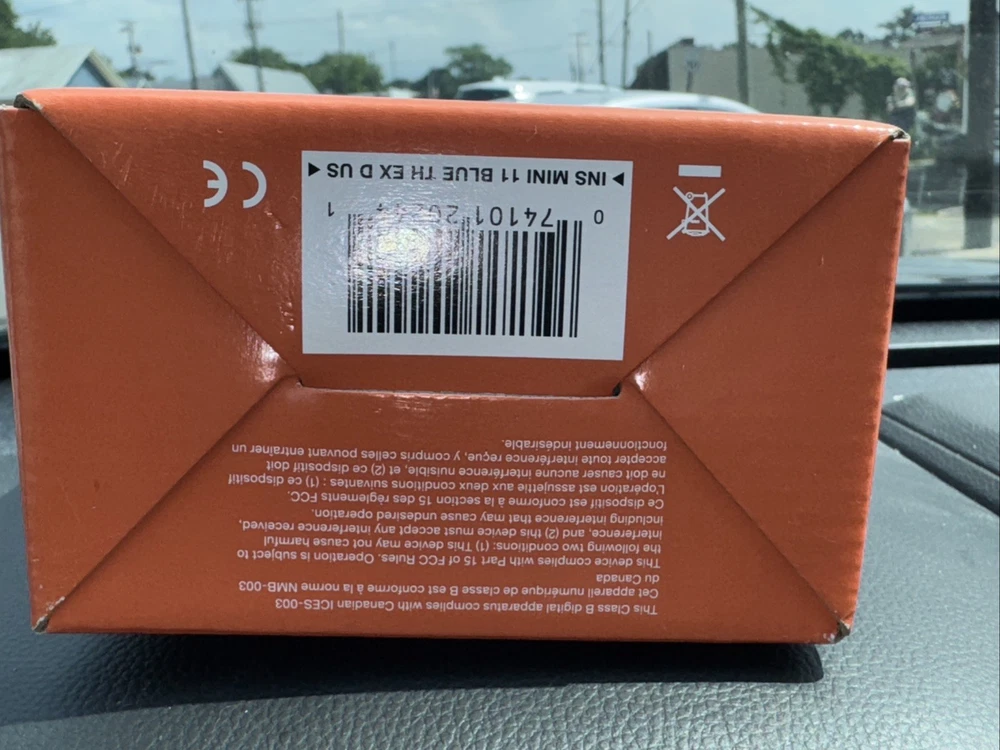 This Class B digital apparatus complies with Canadian ICES-003
Cet appareil numérique de classe B est conforme à la norme NMB-003
du Canada
This device complies with Part 15 of FCC Rules. Operation is subject to
the following two conditions: (1) This device may not cause harmful
interference, and (2) this device must accept any interference received,
including interference that may cause undesired operation.
Ce dispositif est conforme à la section 15 des réglements FCC.
L'opération est assujettie aux deux conditions suivantes : (1) ce dispositif
ne doit causer aucune interférence nuisible, et (2) ce dispositif doit
accepter toute interférence reçue, y compris celles pouvant entraîner un
fonctionnement indésirable.
0 74101 1
INS MINI 11 BLUE TH EX D US
CE